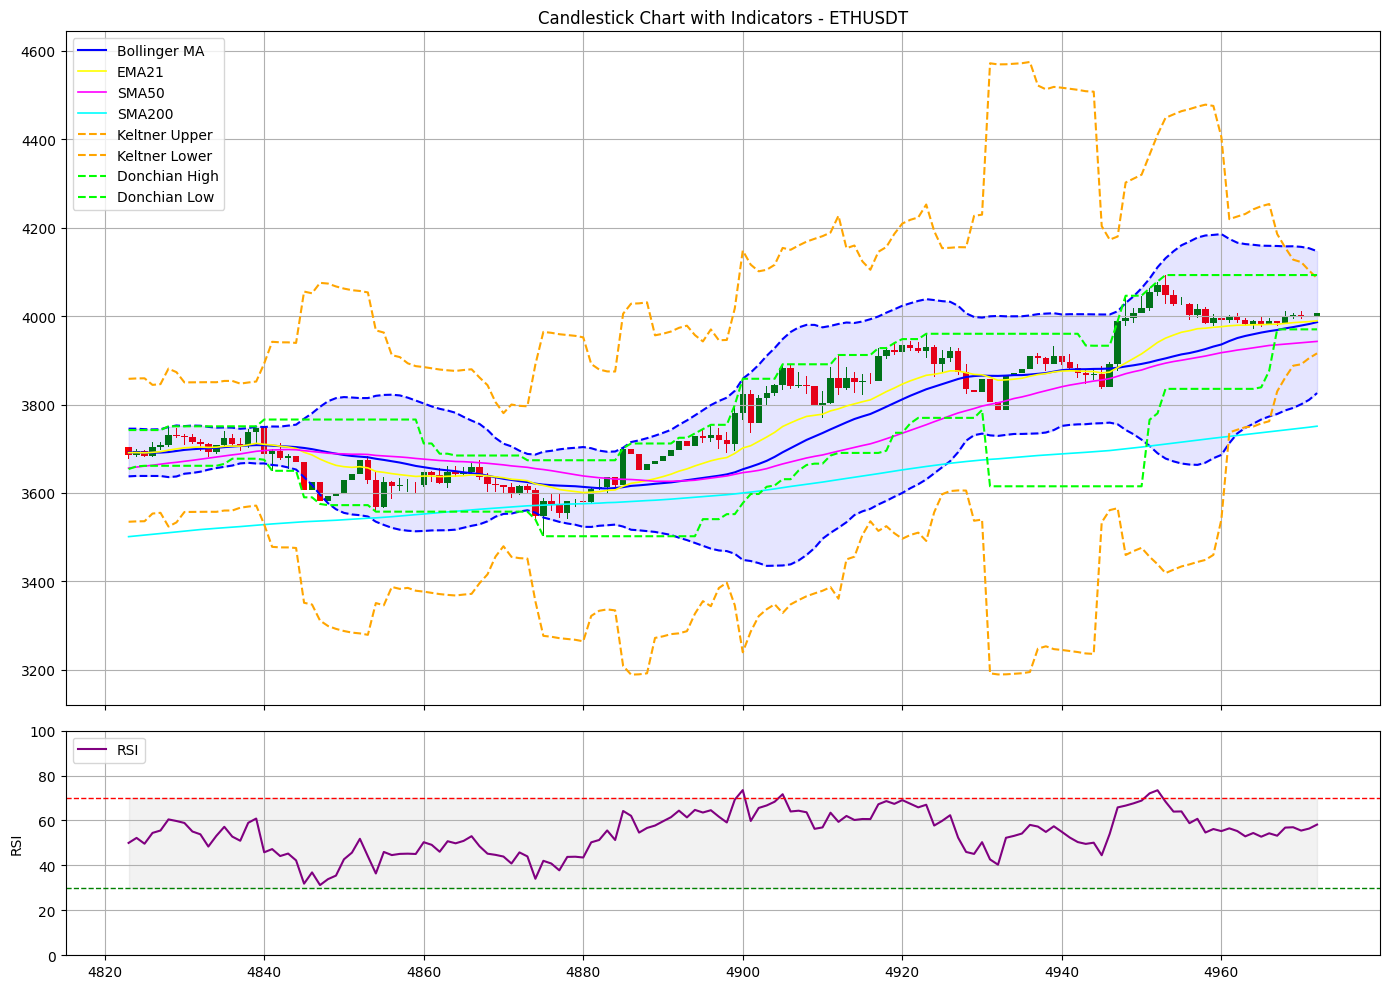 Candlestick Chart with Indicators - ETHUSDT
4600
4400
4200
4000
3800
3600
3400
3200
Bollinger MA
EMA21
SMA50
SMA200
Keltner Upper
Keltner Lower
Donchian High
Donchian Low
100
80
60
40
20
0
RSI
RSI
4820 4840 4860 4880 4900 4920 4940 4960